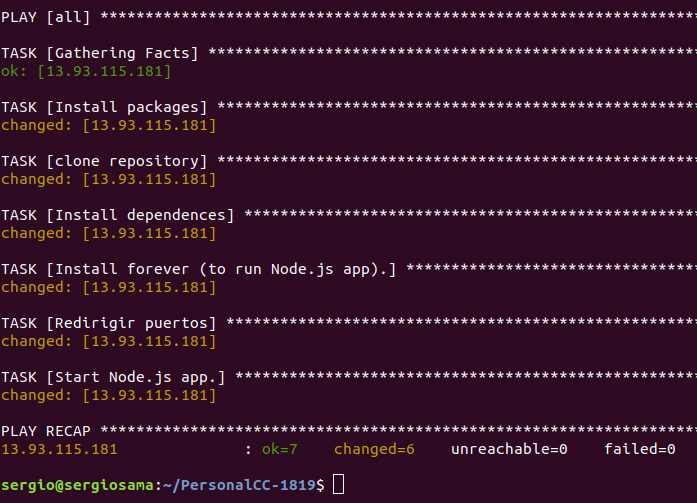 PLAY [all] ******************************************************************
TASK [Gathering Facts] ******************************************************
ok: [13.93.115.181]
TASK [Install packages] *****************************************************
changed: [13.93.115.181]
TASK [clone repository] *****************************************************
changed: [13.93.115.181]
TASK [Install dependences] **************************************************
changed: [13.93.115.181]
TASK [Install forever (to run Node.js app).] ********************************
changed: [13.93.115.181]
TASK [Redirigir puertos] ****************************************************
changed: [13.93.115.181]
TASK [Start Node.js app.] ***************************************************
changed: [13.93.115.181]
PLAY RECAP ******************************************************************
13.93.115.181              : ok=7    changed=6    unreachable=0    failed=0
sergio@sergiosama:~/PersonalCC-1819$